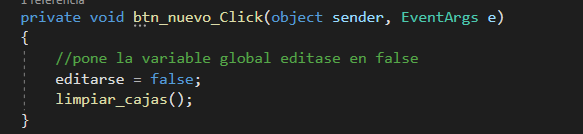 1 referencia
private void btn_nuevo_Click(object sender, EventArgs e)
{
//pone la variable global editase en false
editarse = false;
limpiar_cajas();
}